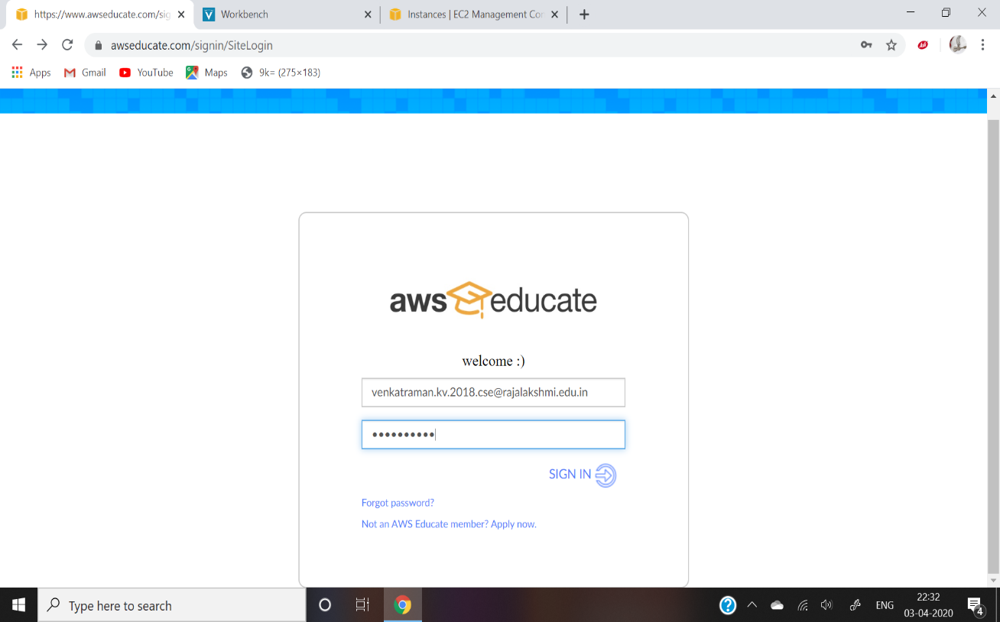 https://www.awseducate.com/sig
Workbench
Instances | EC2 Management Cor
awseducate.com/signin/SiteLogin
Apps
Gmail
YouTube
Maps
9k= (275×183)
aws educate
welcome :)
venkatraman.kv.2018.cse@rajalakshmi.edu.in
••••••••••
SIGN IN
Forgot password?
Not an AWS Educate member? Apply now.
Type here to search
ENG
22:32
03-04-2020
4